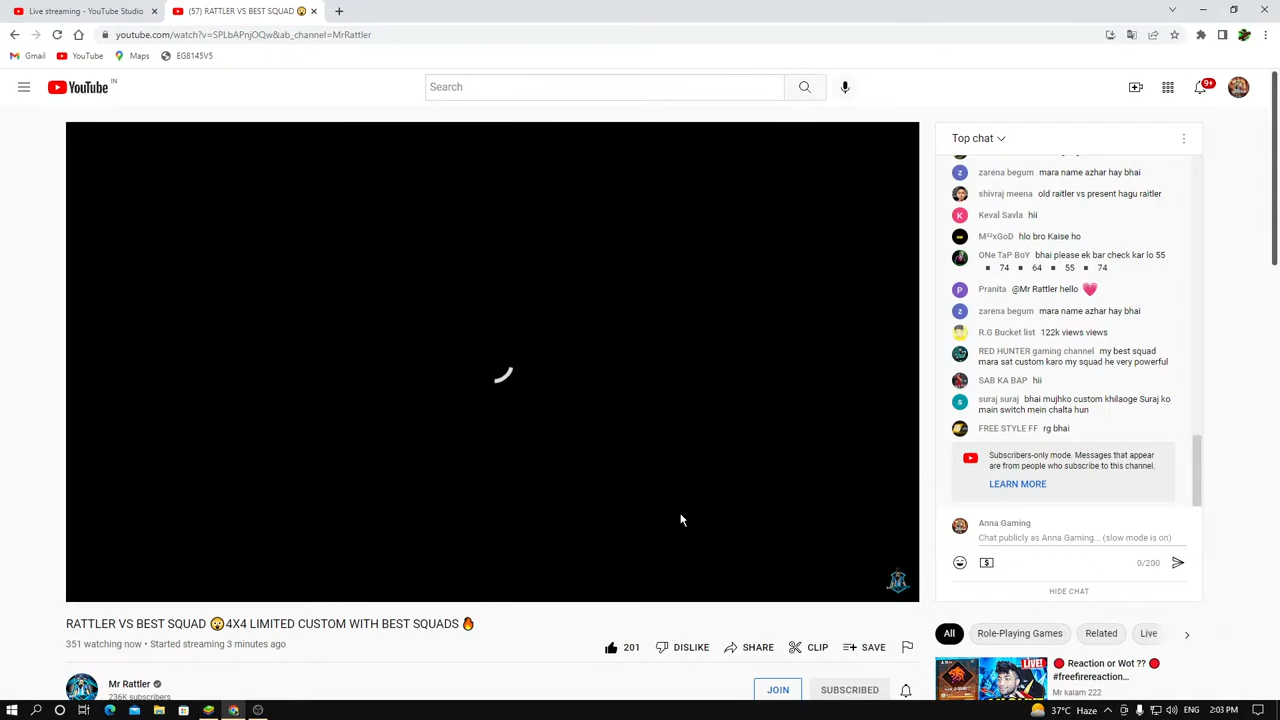 Live streaming - YouTube Studio
(57) RATTLER VS BEST SQUAD 😱
youtube.com/watch?v=SPLbAPnjOQw&ab_channel=MrRattler
Gmail YouTube Maps EG8145V5
YouTube IN
Search
9+
Top chat
zarena begum mara name azhar hay bhai
shivraj meena old raitler vs present hagu raitler
Keval Savla hii
M²³xGoD hlo bro Kaise ho
ONe TaP BoY bhai please ek bar check kar lo 55
▪ 74 ▪ 64 ▪ 55 ▪ 74
Pranita @Mr Rattler hello 💗
zarena begum mara name azhar hay bhai
R.G Bucket list 122k views views
RED HUNTER gaming channel my best squad
mara sat custom karo my squad he very powerful
SAB KA BAP hii
suraj suraj bhai mujhko custom khilaoge Suraj ko
main switch mein chalta hun
FREE STYLE FF rg bhai
Subscribers-only mode. Messages that appear
are from people who subscribe to this channel.
LEARN MORE
Anna Gaming
Chat publicly as Anna Gaming... (slow mode is on)
0/200
HIDE CHAT
RATTLER VS BEST SQUAD 😱4X4 LIMITED CUSTOM WITH BEST SQUADS 🔥
351 watching now • Started streaming 3 minutes ago
201 DISLIKE SHARE CLIP SAVE
Mr Rattler
236K subscribers
JOIN SUBSCRIBED
All Role-Playing Games Related Live
LIVE!
🔴 Reaction or Wot ?? 🔴
#freefirereaction...
Mr kalam 222
37°C Haze ENG 2:03 PM